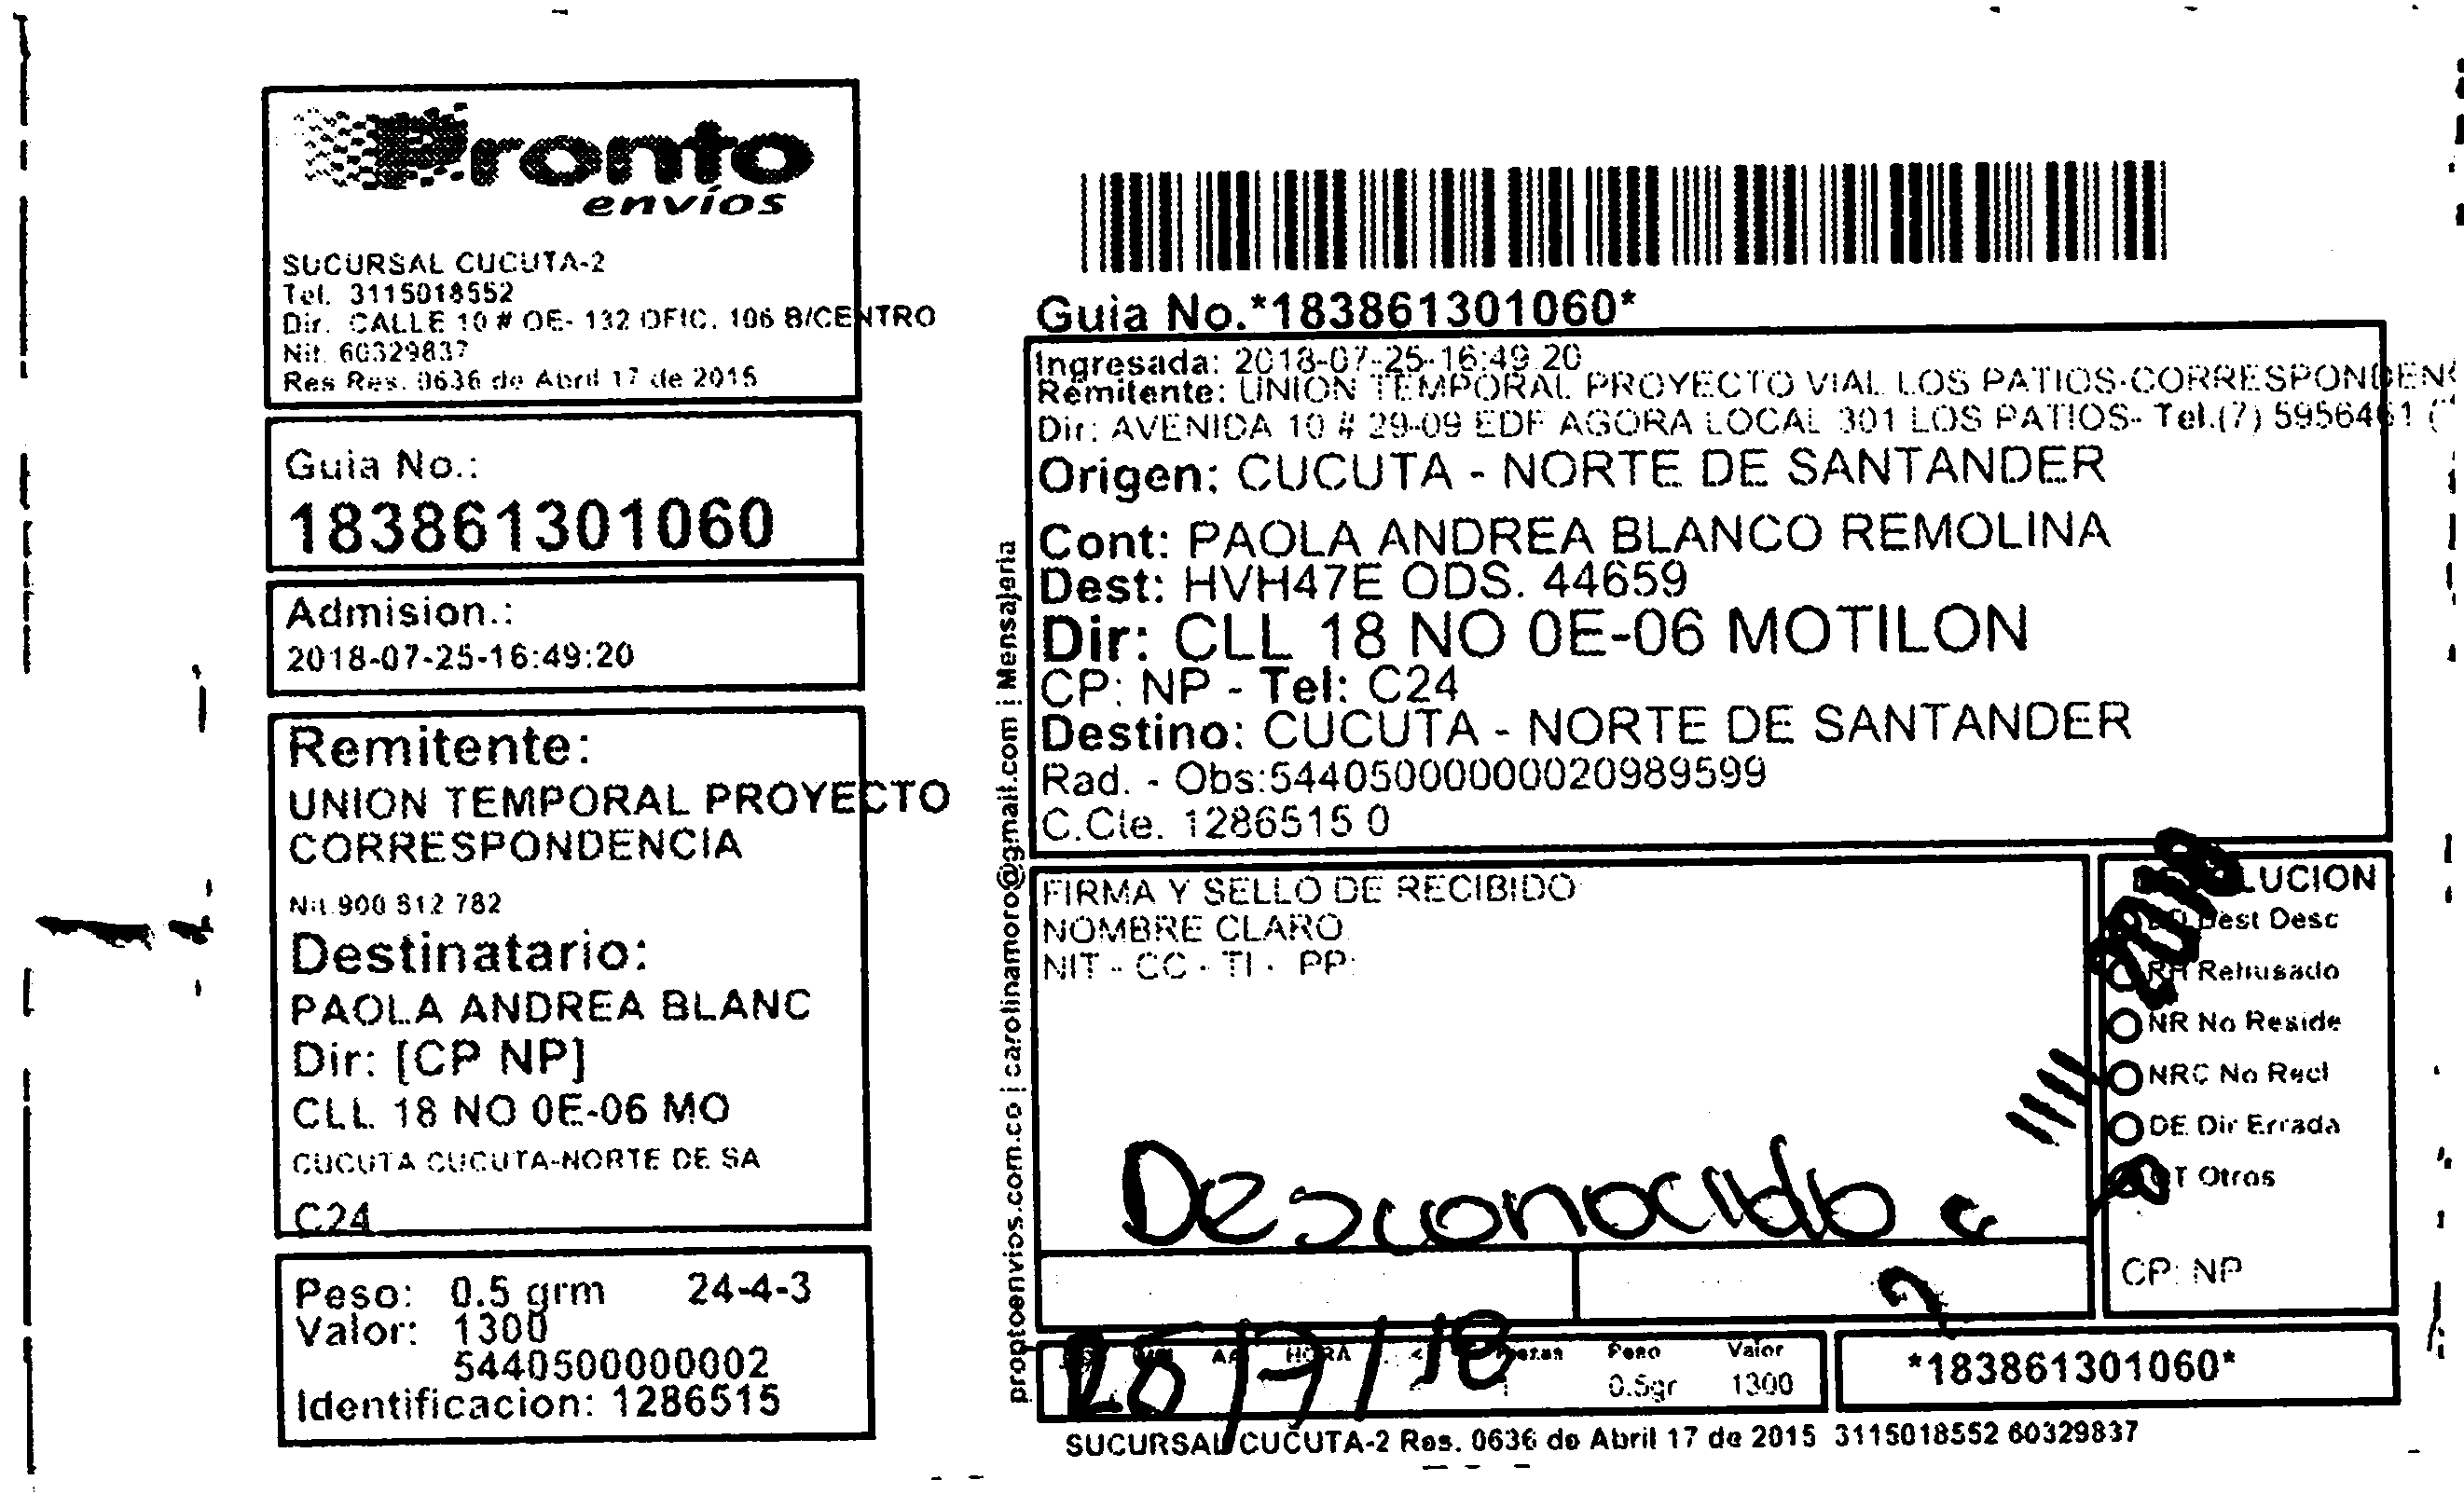 Pronto
envíos
SUCURSAL CUCUTA-2
Tel. 3115018552
Dir. CALLE 10 # OE- 132 OFIC. 106 B/CENTRO
Nit. 60329837
Res Res. 0636 de Abril 17 de 2015
Guia No.:
183861301060
Admision.:
2018-07-25-16:49:20
Remitente:
UNION TEMPORAL PROYECTO
CORRESPONDENCIA
Nit.900 812 782
Destinatario:
PAOLA ANDREA BLANC
Dir: [CP NP]
CLL 18 NO 0E-06 MO
CUCUTA CUCUTA-NORTE DE SA
C24
Peso: 0.5 grm 24-4-3
Valor: 1300
5440500000002
Identificacion: 1286515
Guia No.*183861301060*
Ingresada: 2018-07-25-16:49:20
Remitente: UNION TEMPORAL PROYECTO VIAL LOS PATIOS-CORRESPONDEN
Dir: AVENIDA 10 # 29-09 EDF AGORA LOCAL 301 LOS PATIOS- Tel.(7) 5956461 (
Origen: CUCUTA - NORTE DE SANTANDER
Cont: PAOLA ANDREA BLANCO REMOLINA
Dest: HVH47E ODS. 44659
Dir: CLL 18 NO 0E-06 MOTILON
CP: NP - Tel: C24
Destino: CUCUTA - NORTE DE SANTANDER
Rad. - Obs:544050000000020989599
C.Cte. 1286515 0
FIRMA Y SELLO DE RECIBIDO
NOMBRE CLARO
NIT - CC - TI - PP:
Desconocido
LUCION
Dest Desc
RH Rehusado
NR No Reside
NRC No Recl
DE Dir Errada
OT Otros
CP: NP
HORA Peso Valor
0.5gr 1300
*183861301060*
SUCURSAL CUCUTA-2 Res. 0636 de Abril 17 de 2015 3115018552 60329837
proptoenvios.com.co | carolinamoro@gmail.com | Mensajeria